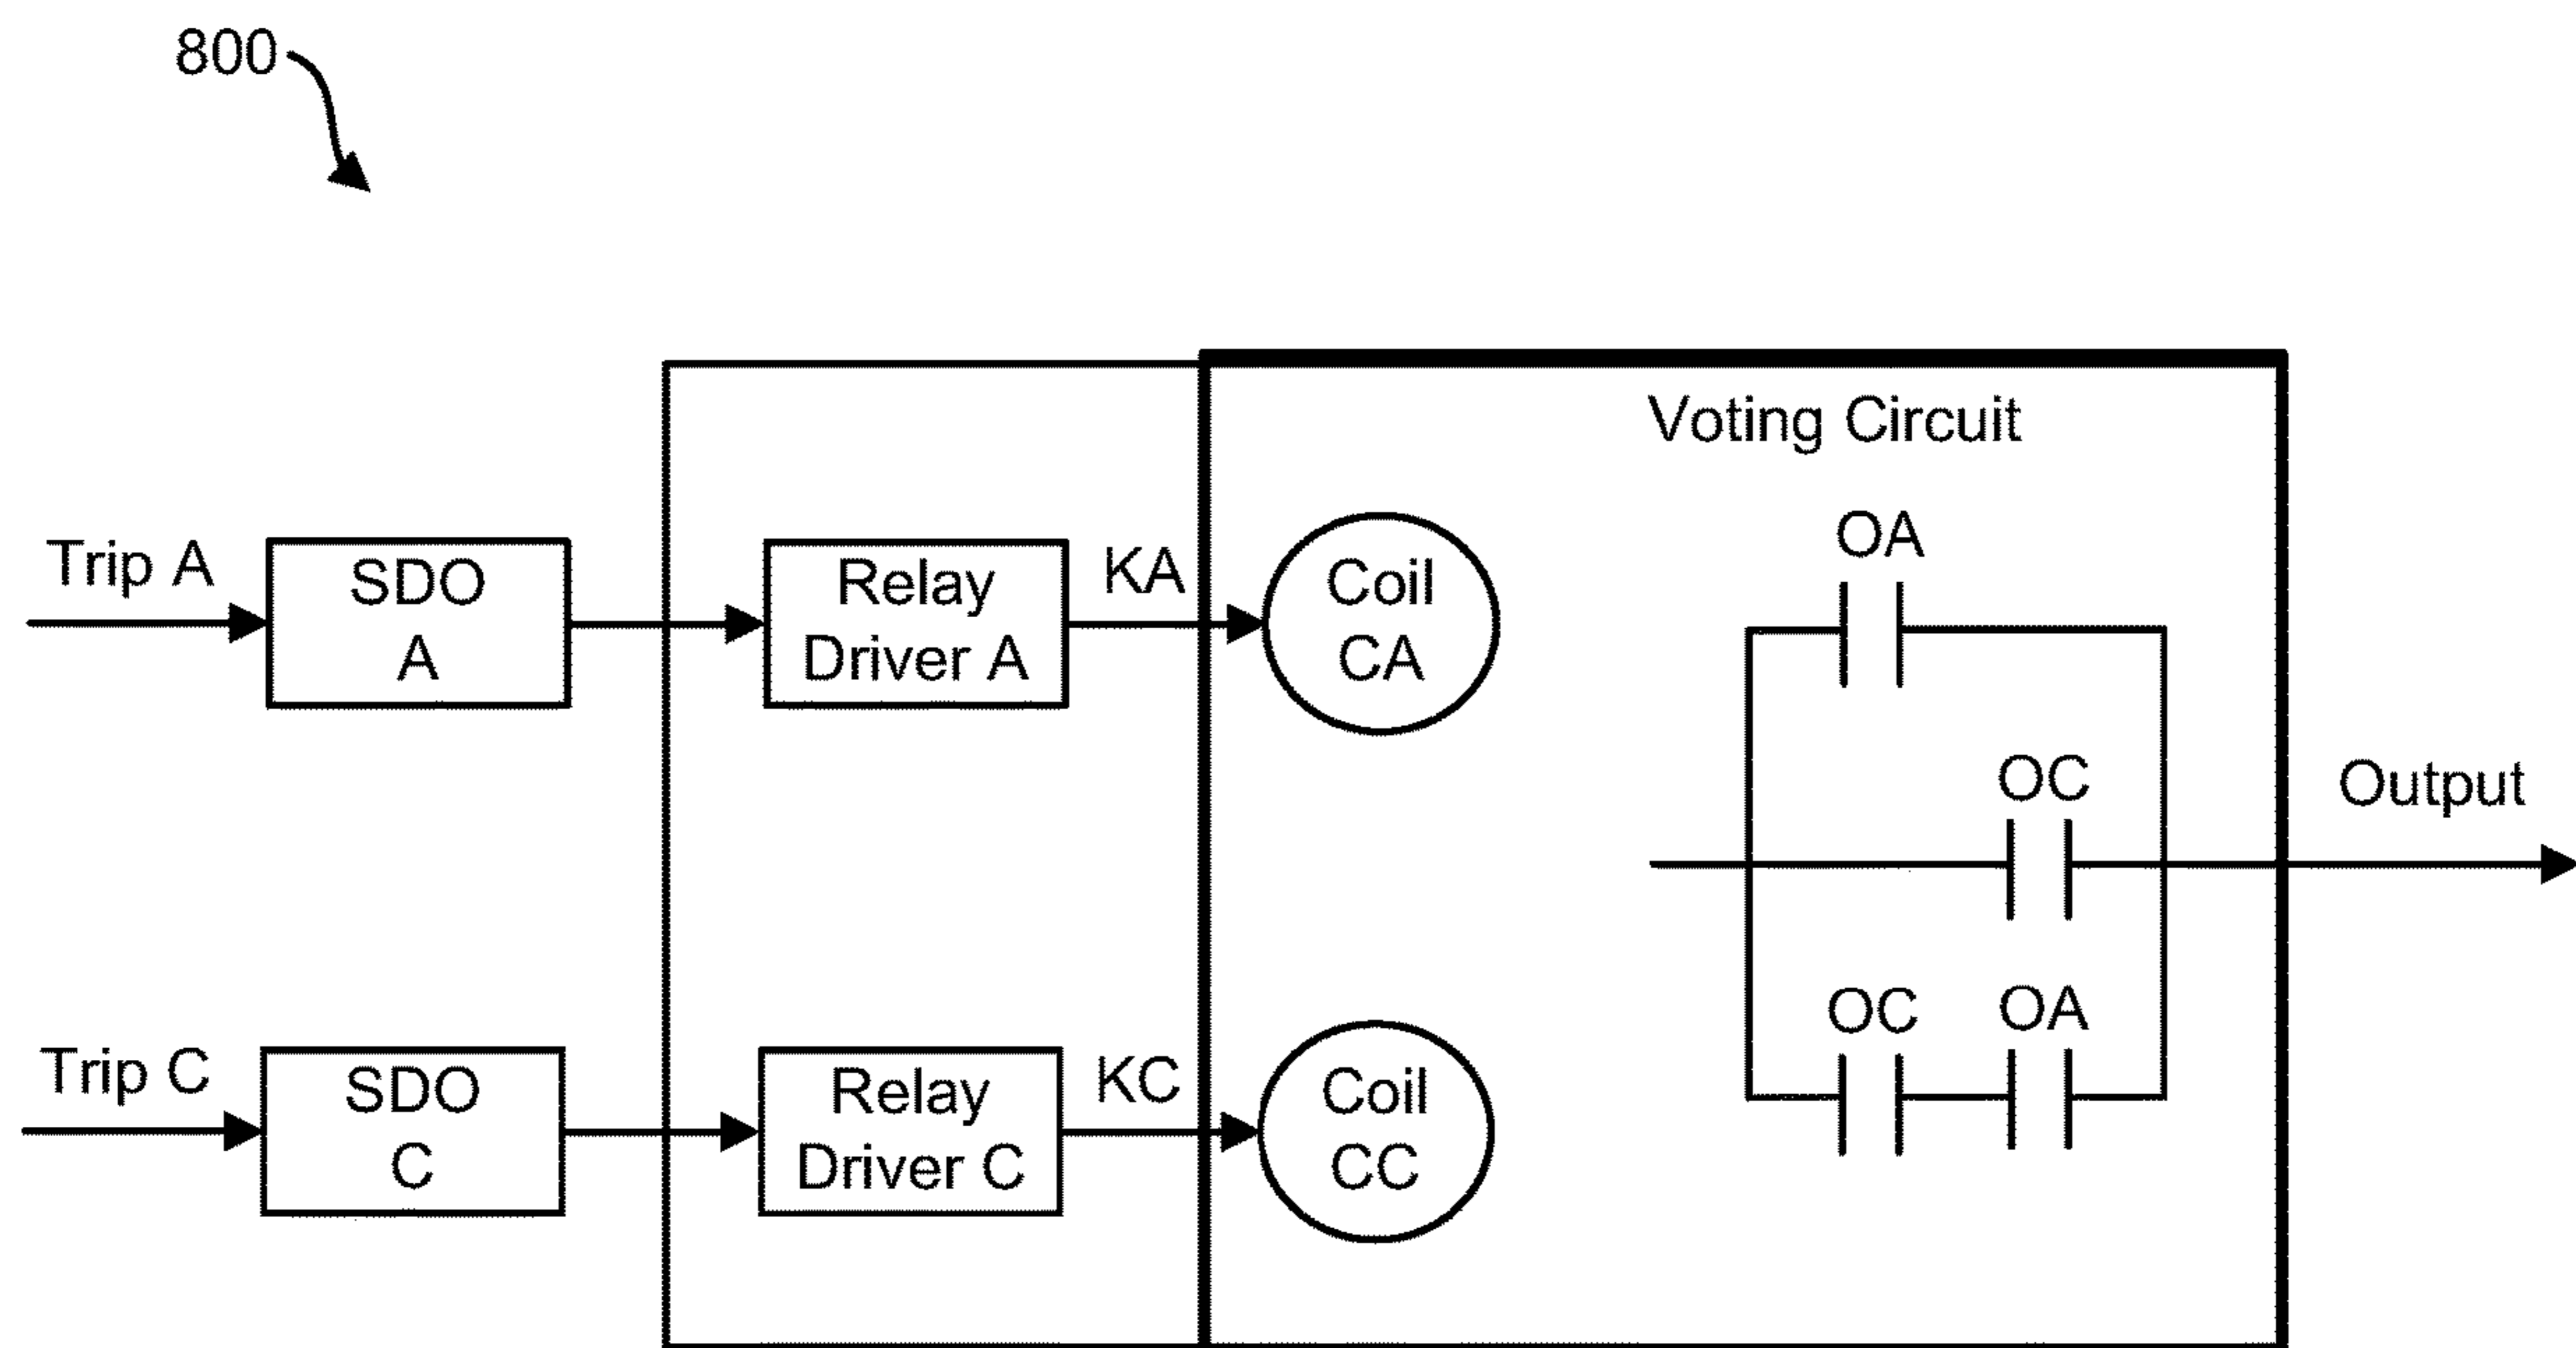 800
Voting Circuit
Trip A
SDO
A
Relay
Driver A
KA
Coil
CA
OA
OC
Output
OC
OA
Trip C
SDO
C
Relay
Driver C
KC
Coil
CC